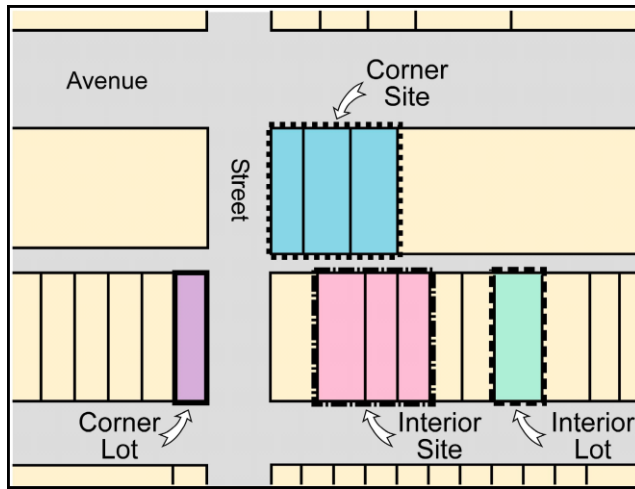 Avenue
Corner
Site
Street
Corner
Lot
Interior
Site
Interior
Lot